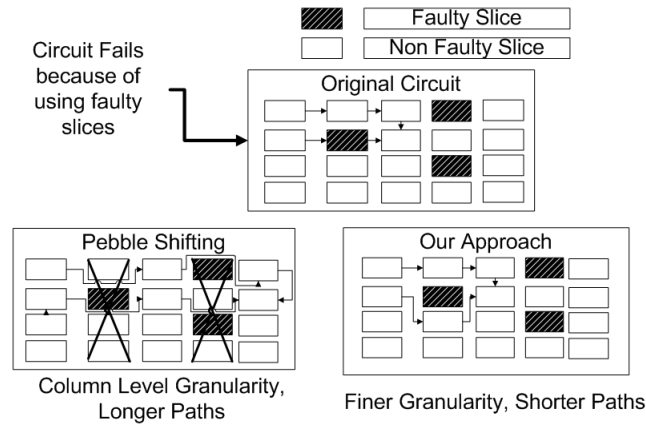 Faulty Slice
Non Faulty Slice
Circuit Fails
because of
using faulty
slices
Original Circuit
Pebble Shifting
Our Approach
Column Level Granularity,
Longer Paths
Finer Granularity, Shorter Paths